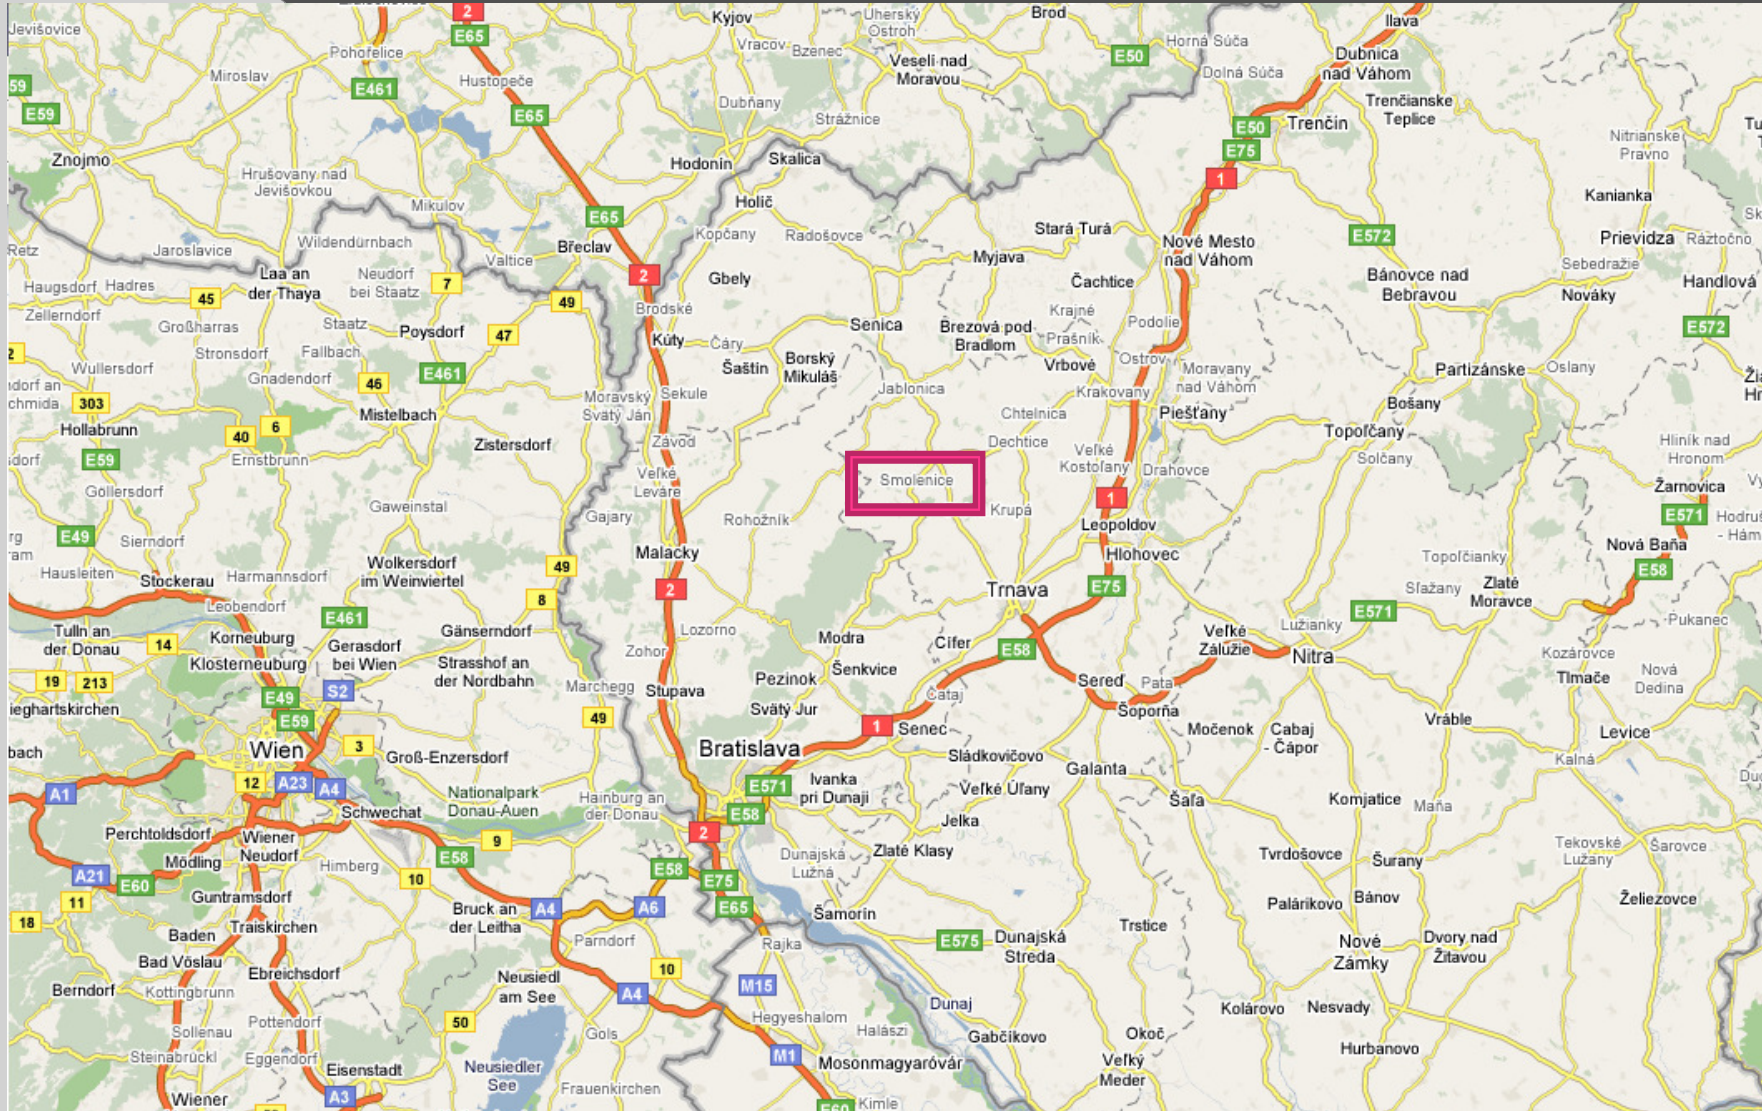 Jevišovice
2
Kyjov
Uherský
Ostroh
Brod
Ilava
E65
Pohořelice
Vracov
Bzenec
Veselí nad
Moravou
E50
Horná Súča
Dubnica
nad Váhom
59
Miroslav
E461
Hustopeče
Dolná Súča
E59
E65
Dubňany
Strážnice
Trenčianske
Teplice
E50
Trenčín
Nitrianske
Pravno
E75
Znojmo
Hodonín
Skalica
1
Hrušovany nad
Jevišovkou
Kanianka
Mikulov
E65
Holíč
Kopčany
Radošovce
Stará Turá
E572
Retz
Jaroslavice
Wildendürnbach
Břeclav
Nové Mesto
nad Váhom
Prievidza
Ráztočno
Valtice
Myjava
Sebedražie
Laa an
der Thaya
Neudorf
bei Staatz
7
2
Gbely
Čachtice
Bánovce nad
Bebravou
Nováky
Handlová
Haugsdorf
Hadres
45
49
Brodské
Krajné
Podolie
Zellerndorf
Großharras
Staatz
Poysdorf
47
Senica
Brezová pod
Bradlom
Prašník
E572
2
Stronsdorf
Fallbach
Kúty
Čáry
Borský
Mikuláš
Vrbové
Ostrov
Moravany
nad Váhom
Partizánske
Oslany
Wullersdorf
Gnadendorf
E461
Šaštín
Jablonica
Krakovany
46
Moravský
Svätý Ján
Sekule
303
Mistelbach
Chtelnica
Piešťany
Bošany
Hollabrunn
40
6
Zistersdorf
Závod
Dechtice
Topoľčany
E59
Ernstbrunn
Veľké
Kostoľany
Solčany
Hliník nad
Hronom
Göllersdorf
Veľké
Leváre
Smolenice
Drahovce
Žarnovica
Gaweinstal
Gajary
Rohožník
Krupá
1
E571
E49
Sierndorf
Leopoldov
Nová Baňa
Wolkersdorf
im Weinviertel
Malacky
Hlohovec
Topoľčianky
Hausleiten
Stockerau
Harmannsdorf
49
E58
2
Trnava
E75
Sľažany
Zlaté
Moravce
Leobendorf
8
E571
E461
Pukanec
Tulln an
der Donau
14
Korneuburg
Gerasdorf
bei Wien
Gänserndorf
Lozorno
Modra
Cífer
Veľké
Zálužie
Lužianky
Klosterneuburg
Strasshof an
der Nordbahn
Zohor
Šenkvice
E58
Nitra
Kozárovce
19
213
E49
S2
Marchegg
Stupava
Pezinok
Čataj
Sereď
Pata
Tlmače
Nová
Dedina
E59
49
Svätý Jur
1
Senec
Šoporňa
Vráble
Wien
3
Groß-Enzersdorf
Bratislava
Sládkovičovo
Močenok
Cabaj
- Čápor
Levice
12
A23
A4
Galanta
Kalná
A1
Nationalpark
Donau-Auen
Hainburg an
der Donau
E571
Ivanka
pri Dunaji
Veľké Úľany
Šaľa
Komjatice
Maňa
Schwechat
E58
Jelka
Perchtoldsdorf
Wiener
Neudorf
9
2
Tekovské
Lužany
Šarovce
Mödling
Himberg
E58
E58
Dunajská
Lužná
Zlaté Klasy
Tvrdošovce
Šurany
A21
E60
10
E75
11
Guntramsdorf
A4
A6
E65
Šamorín
Palárikovo
Bánov
Želiezovce
18
Traiskirchen
Bruck an
der Leitha
Trstice
Baden
Parndorf
Rajka
E575
Dunajská
Streda
Nové
Zámky
Dvory nad
Žitavou
Bad Vöslau
Ebreichsdorf
Neusiedl
am See
10
M15
Berndorf
Kottingbrunn
A4
Dunaj
Kolárovo
Nesvady
Sollenau
Pottendorf
50
Gols
Hegyeshalom
Halászi
Gabčíkovo
Okoč
Steinabrückl
Eggendorf
Eisenstadt
Neusiedler
See
M1
Mosonmagyaróvár
Veľký
Meder
Hurbanovo
Wiener
A3
Frauenkirchen
Kimle
E60